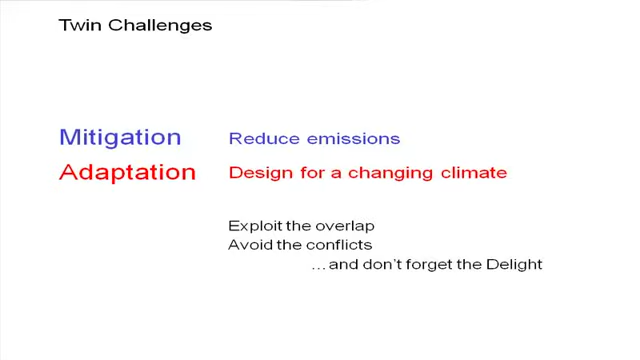 Twin Challenges
Mitigation Reduce emissions
Adaptation Design for a changing climate
Exploit the overlap
Avoid the conflicts
…and don't forget the Delight